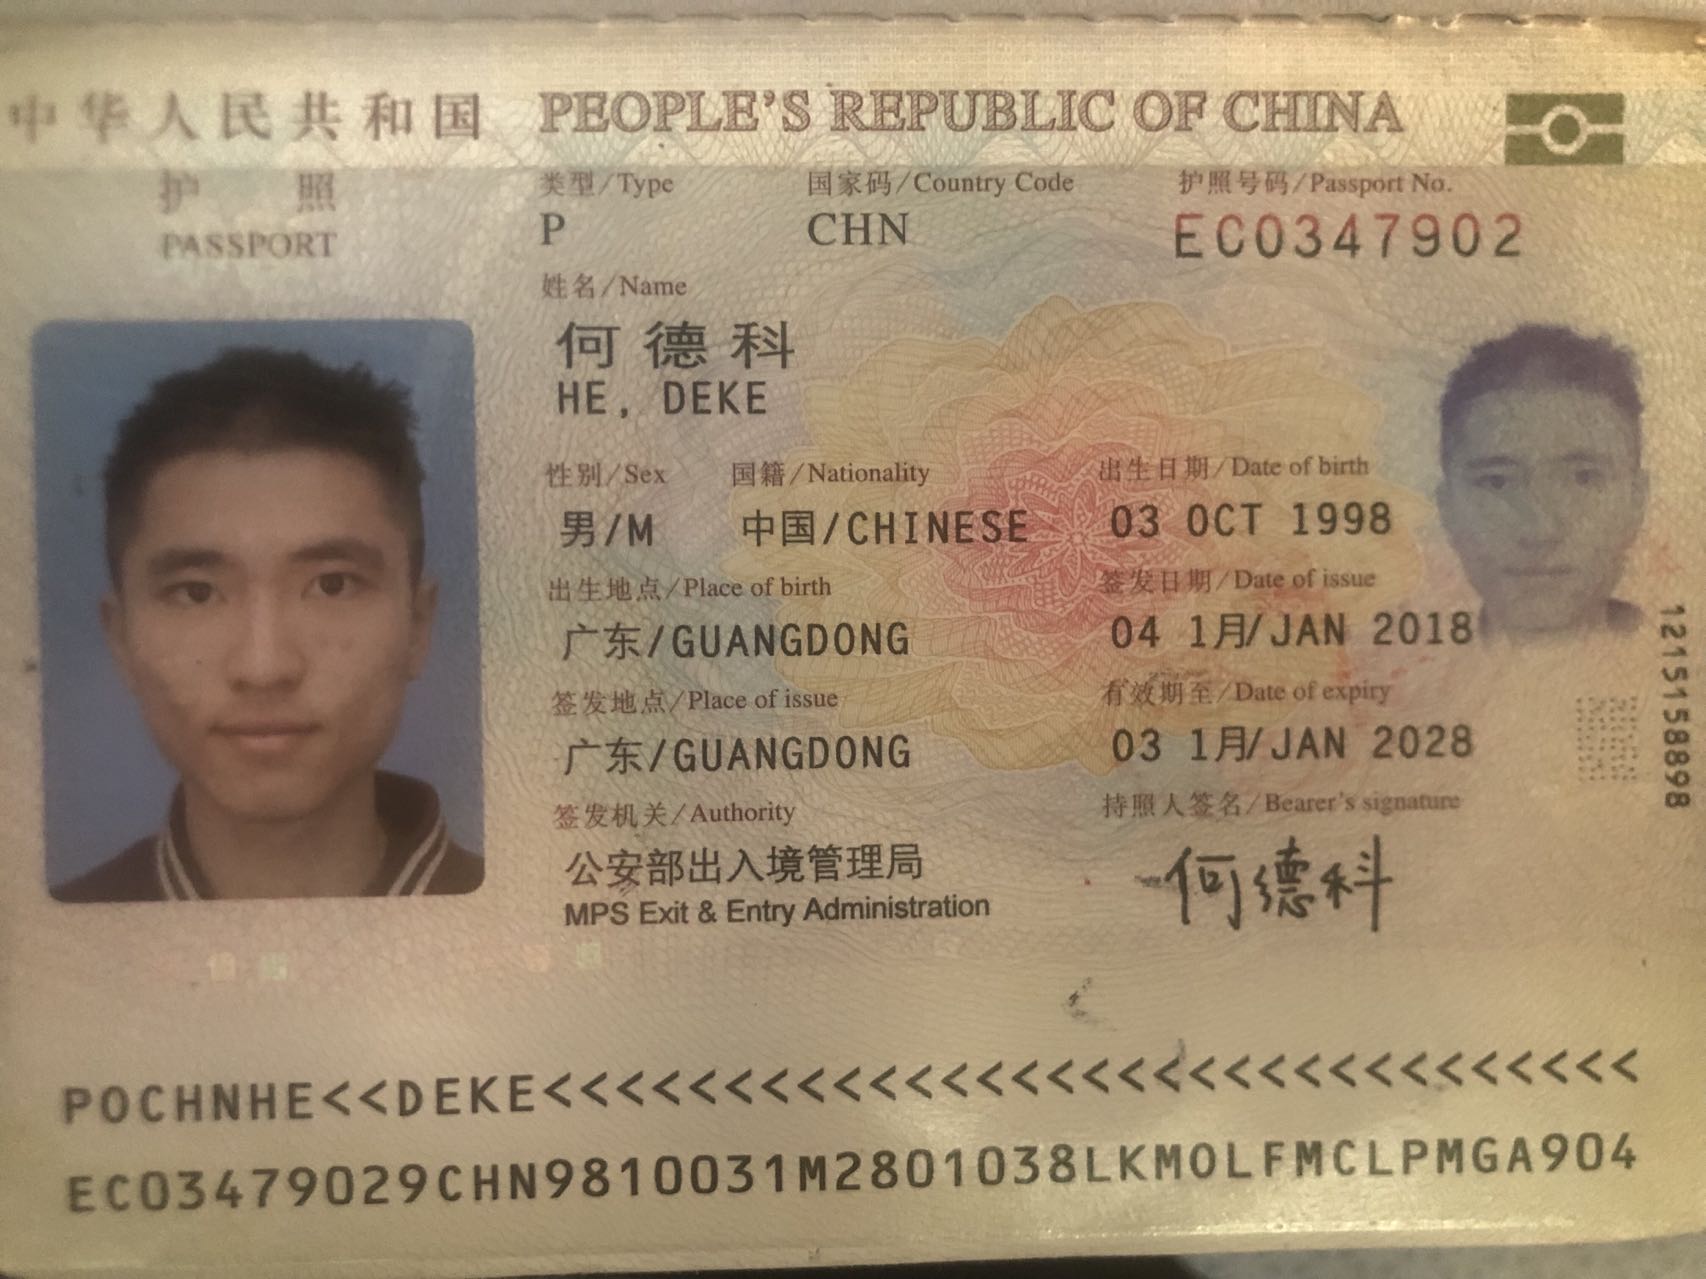 中华人民共和国 PEOPLE'S REPUBLIC OF CHINA
护 照
PASSPORT
类型/Type 国家码/Country Code 护照号码/Passport No.
P CHN EC0347902
姓名/Name
何德科
HE, DEKE
性别/Sex 国籍/Nationality 出生日期/Date of birth
男/M 中国/CHINESE 03 OCT 1998
出生地点/Place of birth 签发日期/Date of issue
广东/GUANGDONG 04 1月/JAN 2018
签发地点/Place of issue 有效期至/Date of expiry
广东/GUANGDONG 03 1月/JAN 2028
签发机关/Authority 持照人签名/Bearer's signature
公安部出入境管理局
MPS Exit & Entry Administration
何德科
1215158898
POCHNHE<<DEKE<<<<<<<<<<<<<<<<<<<<<<<<<<<<<<<
EC03479029CHN9810031M2801038LKMOLFMCLPMGA904